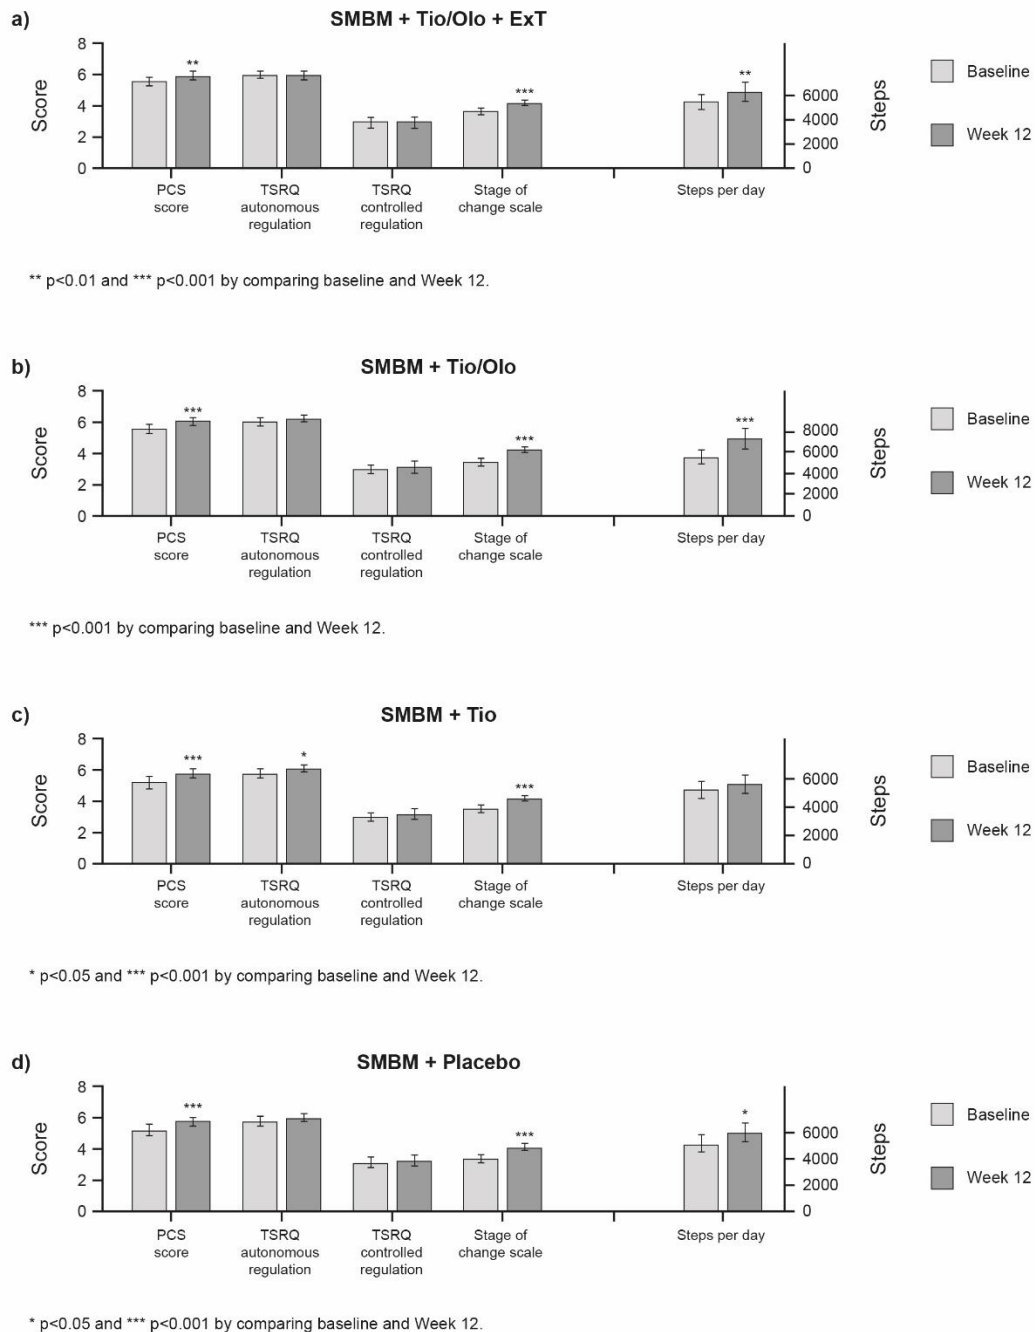 a)
SMBM + Tio/Olo + ExT
8
6
4
2
0
Score
**
***
**
6000
4000
2000
0
Steps
Baseline
Week 12
PCS score
TSRQ autonomous regulation
TSRQ controlled regulation
Stage of change scale
Steps per day
** p<0.01 and *** p<0.001 by comparing baseline and Week 12.
b)
SMBM + Tio/Olo
8
6
4
2
0
Score
***
***
***
8000
6000
4000
2000
0
Steps
Baseline
Week 12
PCS score
TSRQ autonomous regulation
TSRQ controlled regulation
Stage of change scale
Steps per day
*** p<0.001 by comparing baseline and Week 12.
c)
SMBM + Tio
8
6
4
2
0
Score
***
*
***
6000
4000
2000
0
Steps
Baseline
Week 12
PCS score
TSRQ autonomous regulation
TSRQ controlled regulation
Stage of change scale
Steps per day
* p<0.05 and *** p<0.001 by comparing baseline and Week 12.
d)
SMBM + Placebo
8
6
4
2
0
Score
***
***
*
6000
4000
2000
0
Steps
Baseline
Week 12
PCS score
TSRQ autonomous regulation
TSRQ controlled regulation
Stage of change scale
Steps per day
* p<0.05 and *** p<0.001 by comparing baseline and Week 12.